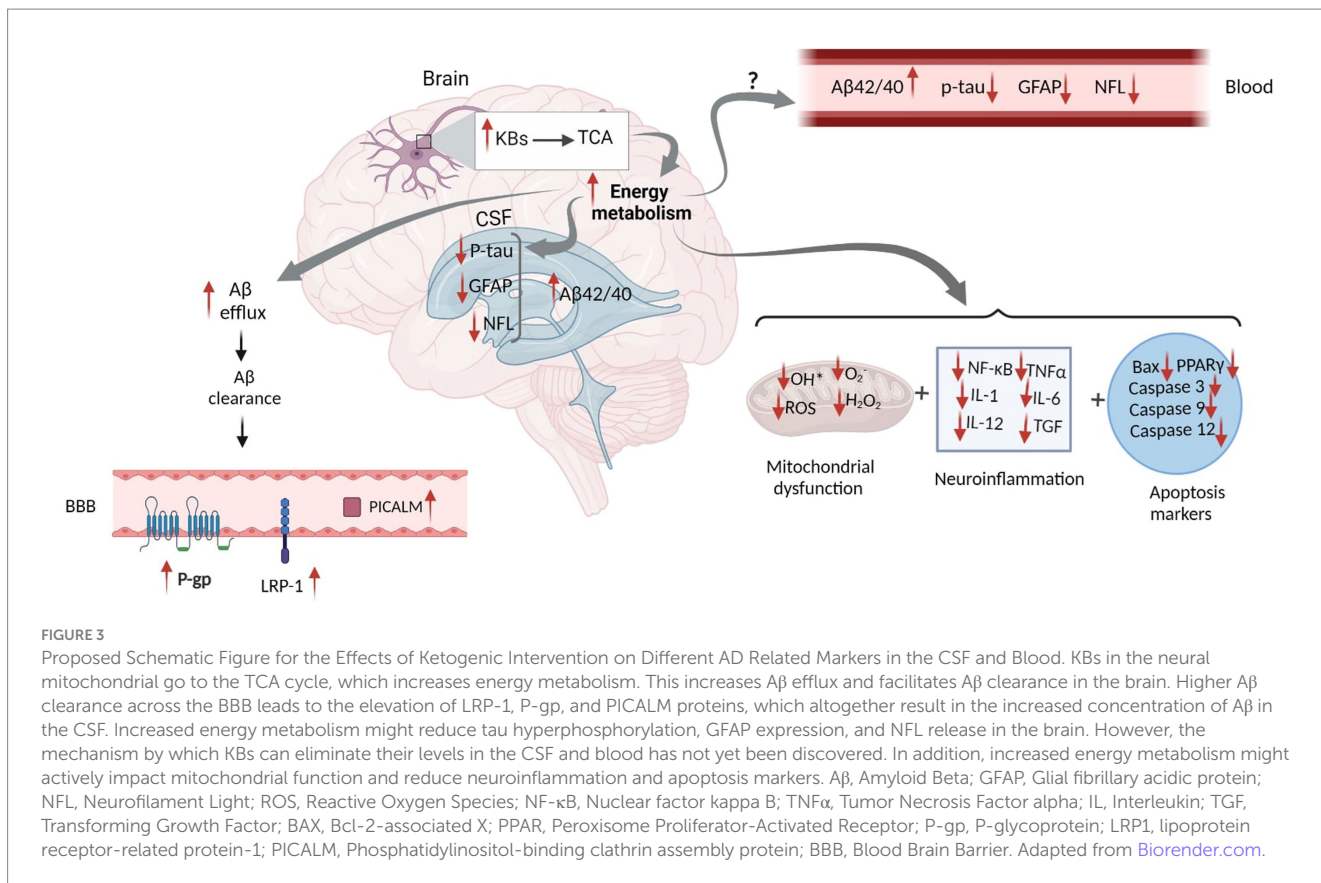 Brain
?
Aβ42/40 p-tau GFAP NFL
Blood
KBs TCA
Energy
metabolism
CSF
P-tau
GFAP
NFL
Aβ42/40
Aβ
efflux
Aβ
clearance
BBB
PICALM
P-gp
LRP-1
OH* O₂⁻
ROS H₂O₂
Mitochondrial
dysfunction
+
NF-κB TNFα
IL-1 IL-6
IL-12 TGF
Neuroinflammation
+
Bax PPARγ
Caspase 3
Caspase 9
Caspase 12
Apoptosis
markers
FIGURE 3
Proposed Schematic Figure for the Effects of Ketogenic Intervention on Different AD Related Markers in the CSF and Blood. KBs in the neural
mitochondrial go to the TCA cycle, which increases energy metabolism. This increases Aβ efflux and facilitates Aβ clearance in the brain. Higher Aβ
clearance across the BBB leads to the elevation of LRP-1, P-gp, and PICALM proteins, which altogether result in the increased concentration of Aβ in
the CSF. Increased energy metabolism might reduce tau hyperphosphorylation, GFAP expression, and NFL release in the brain. However, the
mechanism by which KBs can eliminate their levels in the CSF and blood has not yet been discovered. In addition, increased energy metabolism might
actively impact mitochondrial function and reduce neuroinflammation and apoptosis markers. Aβ, Amyloid Beta; GFAP, Glial fibrillary acidic protein;
NFL, Neurofilament Light; ROS, Reactive Oxygen Species; NF-κB, Nuclear factor kappa B; TNFα, Tumor Necrosis Factor alpha; IL, Interleukin; TGF,
Transforming Growth Factor; BAX, Bcl-2-associated X; PPAR, Peroxisome Proliferator-Activated Receptor; P-gp, P-glycoprotein; LRP1, lipoprotein
receptor-related protein-1; PICALM, Phosphatidylinositol-binding clathrin assembly protein; BBB, Blood Brain Barrier. Adapted from Biorender.com.